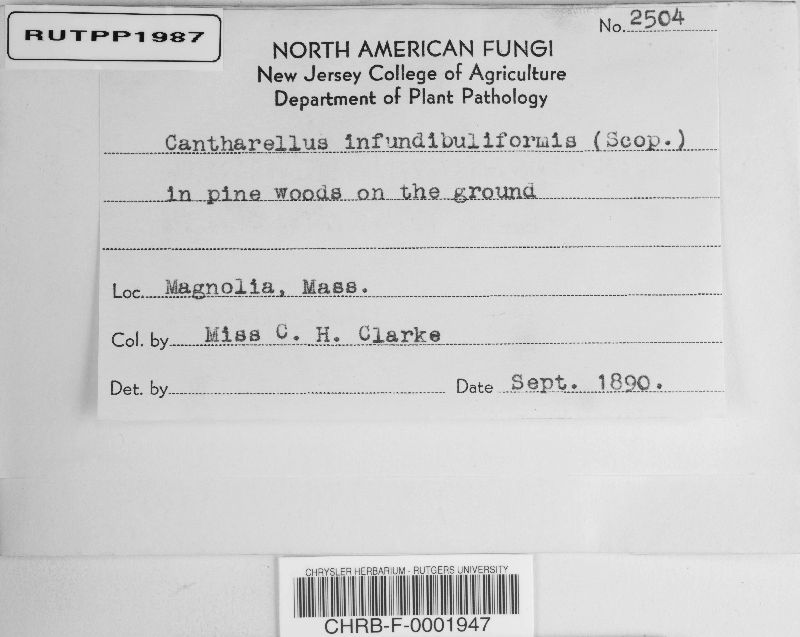 RUTPP1987
No. 2504
NORTH AMERICAN FUNGI
New Jersey College of Agriculture
Department of Plant Pathology
Cantharellus infundibuliformis (Scop.)
in pine woods on the ground
Loc. Magnolia, Mass.
Col. by Miss C. H. Clarke
Det. by Date Sept. 1890.
CHRYSLER HERBARIUM - RUTGERS UNIVERSITY
CHRB-F-0001947